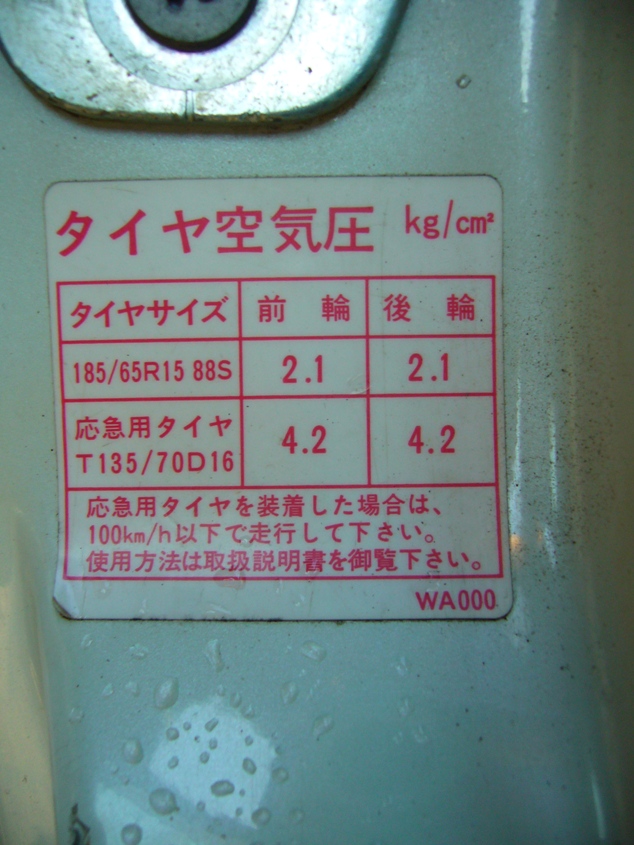 タイヤ空気圧 kg/cm²
タイヤサイズ 前輪 後輪
185/65R15 88S 2.1 2.1
応急用タイヤ
T135/70D16 4.2 4.2
応急用タイヤを装着した場合は、
100km/h以下で走行して下さい。
使用方法は取扱説明書を御覧下さい。
WA000